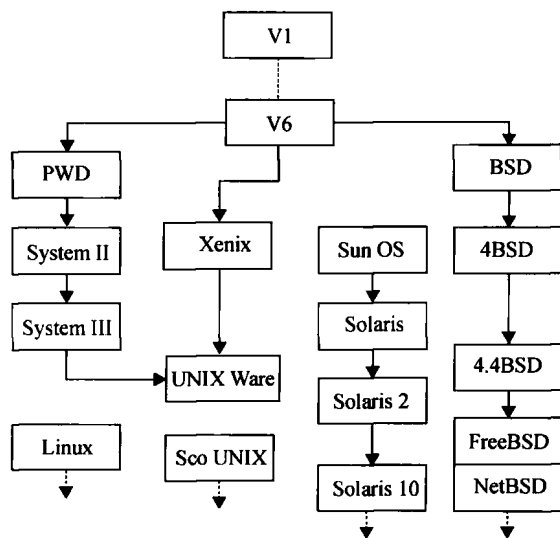 V1
V6
PWD
BSD
System II
Xenix
Sun OS
4BSD
System III
Solaris
UNIX Ware
4.4BSD
Solaris 2
Linux
Sco UNIX
FreeBSD
Solaris 10
NetBSD